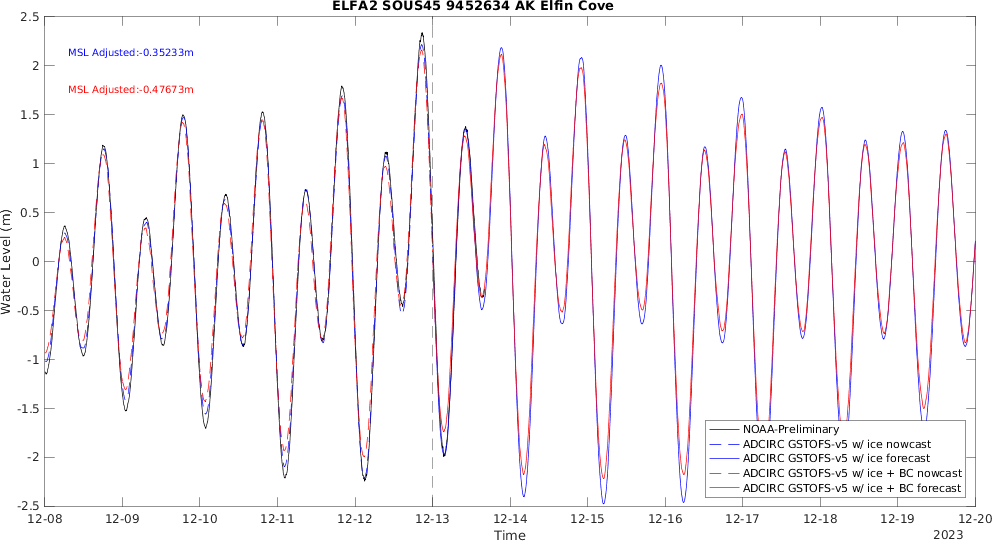 ELFA2 SOUS45 9452634 AK Elfin Cove
2.5
2
1.5
1
0.5
0
-0.5
-1
-1.5
-2
-2.5
Water Level (m)
MSL Adjusted:-0.35233m
MSL Adjusted:-0.47673m
NOAA-Preliminary
ADCIRC GSTOFS-v5 w/ ice nowcast
ADCIRC GSTOFS-v5 w/ ice forecast
ADCIRC GSTOFS-v5 w/ ice + BC nowcast
ADCIRC GSTOFS-v5 w/ ice + BC forecast
12-08 12-09 12-10 12-11 12-12 12-13 12-14 12-15 12-16 12-17 12-18 12-19 12-20
Time
2023